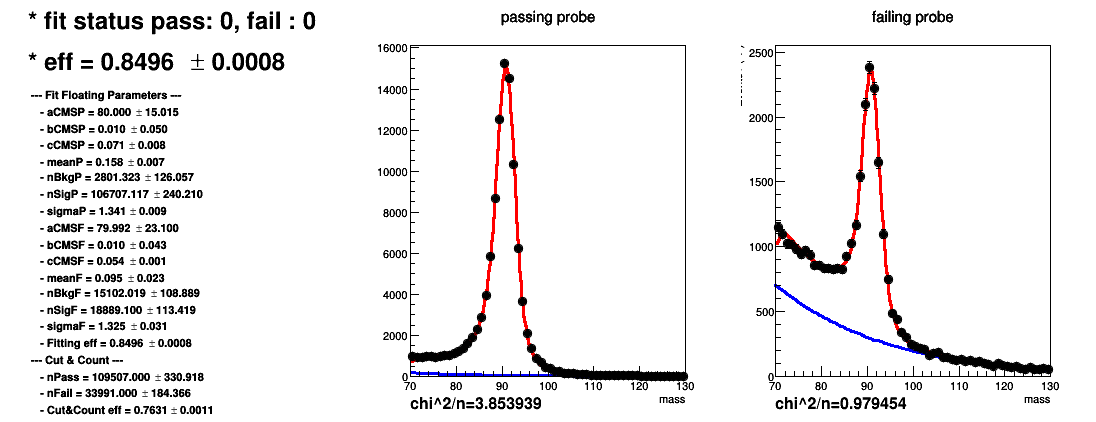 * fit status pass: 0, fail : 0
* eff = 0.8496 ± 0.0008
--- Fit Floating Parameters ---
- aCMSP = 80.000 ± 15.015
- bCMSP = 0.010 ± 0.050
- cCMSP = 0.071 ± 0.008
- meanP = 0.158 ± 0.007
- nBkgP = 2801.323 ± 126.057
- nSigP = 106707.117 ± 240.210
- sigmaP = 1.341 ± 0.009
- aCMSF = 79.992 ± 23.100
- bCMSF = 0.010 ± 0.043
- cCMSF = 0.054 ± 0.001
- meanF = 0.095 ± 0.023
- nBkgF = 15102.019 ± 108.889
- nSigF = 18889.100 ± 113.419
- sigmaF = 1.325 ± 0.031
- Fitting eff = 0.8496 ± 0.0008
--- Cut & Count ---
- nPass = 109507.000 ± 330.918
- nFail = 33991.000 ± 184.366
- Cut&Count eff = 0.7631 ± 0.0011
passing probe
16000
14000
12000
10000
8000
6000
4000
2000
0
70 80 90 100 110 120 130
mass
chi^2/n=3.853939
failing probe
2500
2000
1500
1000
500
0
70 80 90 100 110 120 130
mass
chi^2/n=0.979454